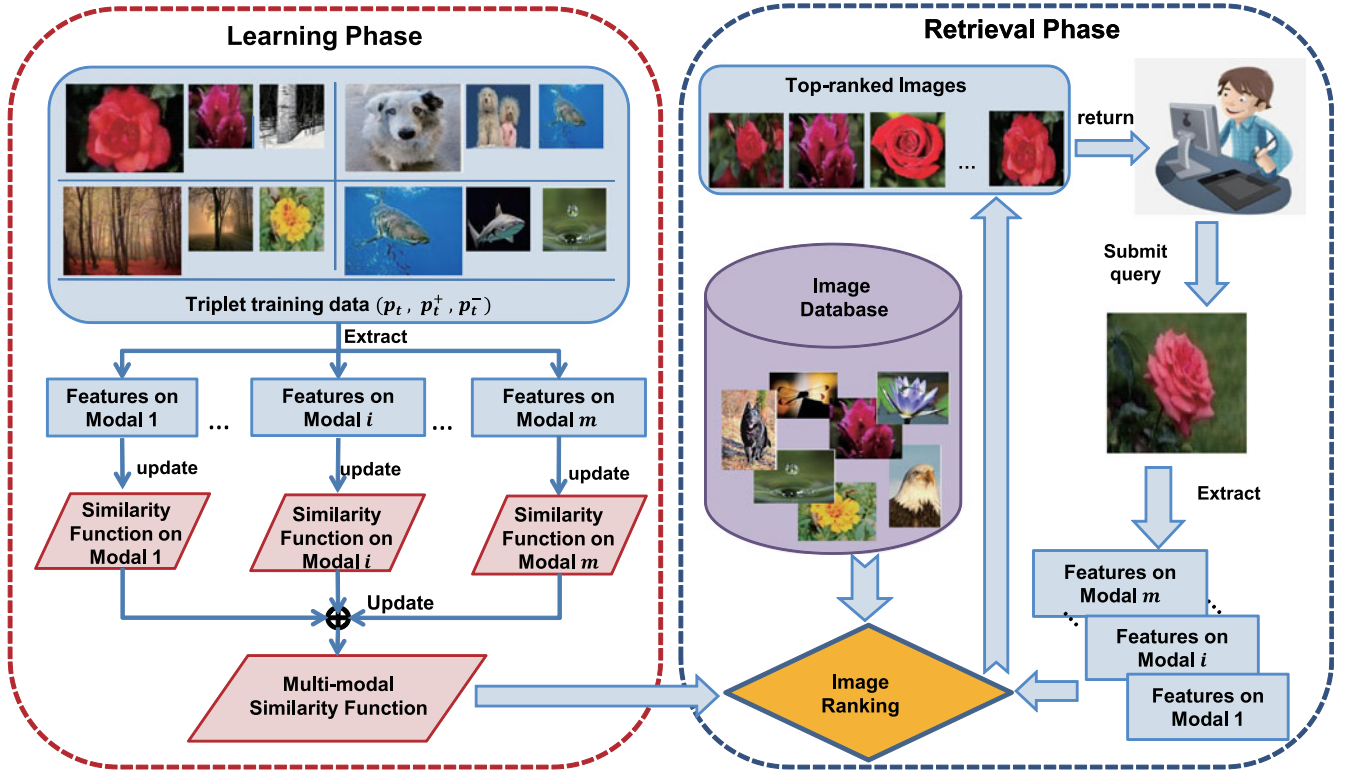 Learning Phase
Triplet training data (p_t , p_t^+ , p_t^-)
Extract
Features on
Modal 1
...
Features on
Modal i
...
Features on
Modal m
update
update
update
Similarity
Function on
Modal 1
Similarity
Function on
Modal i
Similarity
Function on
Modal m
Update
Multi-modal
Similarity Function
Retrieval Phase
Top-ranked Images
...
return
Submit
query
Image
Database
Extract
Features on
Modal m
Features on
Modal i
Features on
Modal 1
Image
Ranking